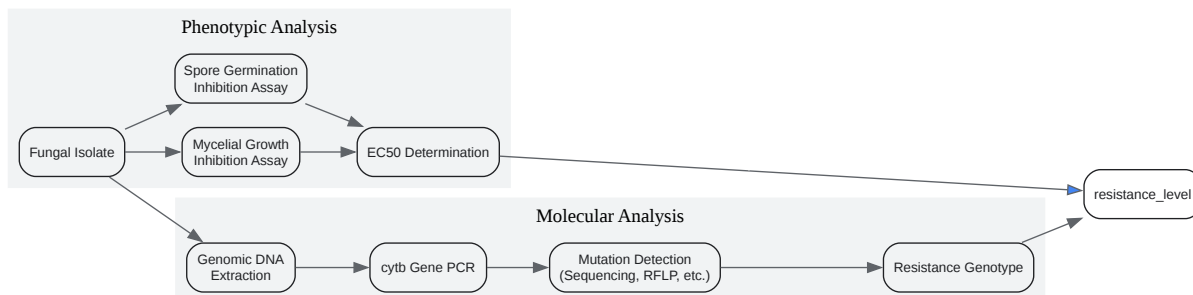 Phenotypic Analysis
Spore Germination
Inhibition Assay
Fungal Isolate
Mycelial Growth
Inhibition Assay
EC50 Determination
resistance_level
Molecular Analysis
Genomic DNA
Extraction
cytb Gene PCR
Mutation Detection
(Sequencing, RFLP, etc.)
Resistance Genotype